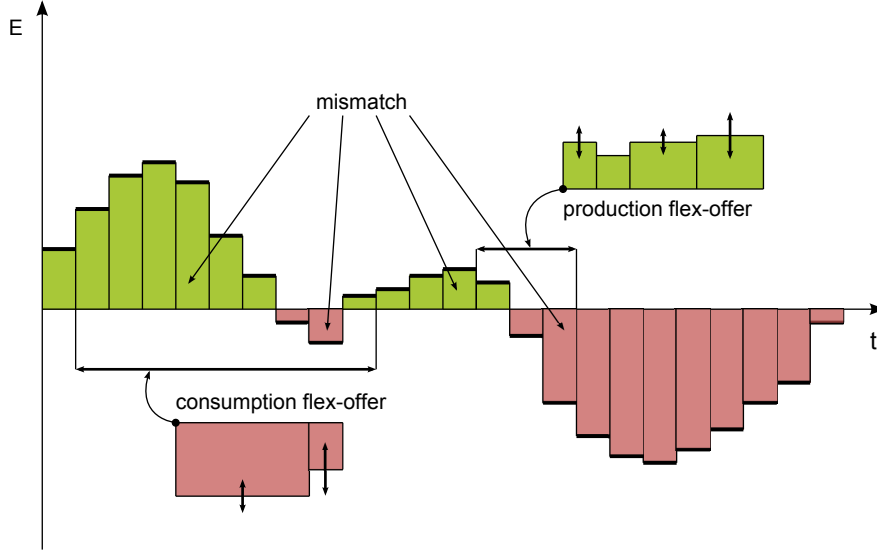 E
mismatch
production flex-offer
t
consumption flex-offer